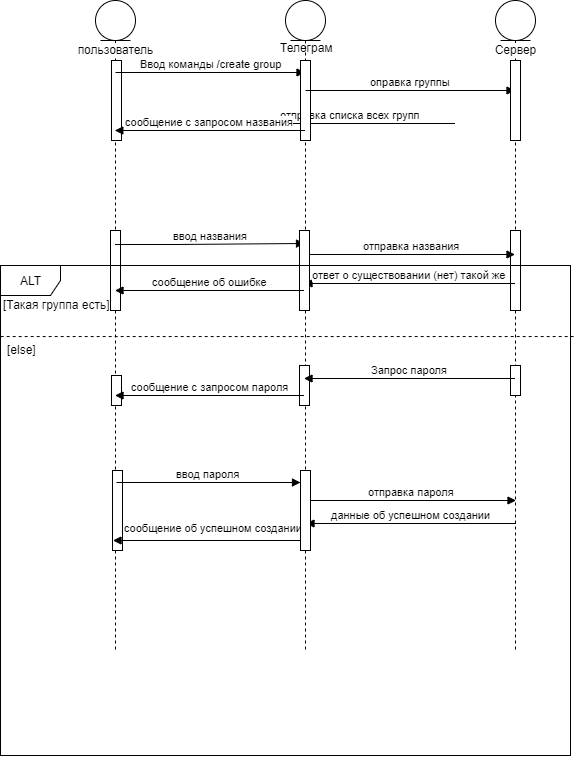 пользователь
Телеграм
Сервер
Ввод команды /create group
оправка группы
отправка списка всех групп
сообщение с запросом названия
ввод названия
отправка названия
ALT
ответ о существовании (нет) такой же
сообщение об ошибке
[Такая группа есть]
[else]
Запрос пароля
сообщение с запросом пароля
ввод пароля
отправка пароля
данные об успешном создании
сообщение об успешном создании